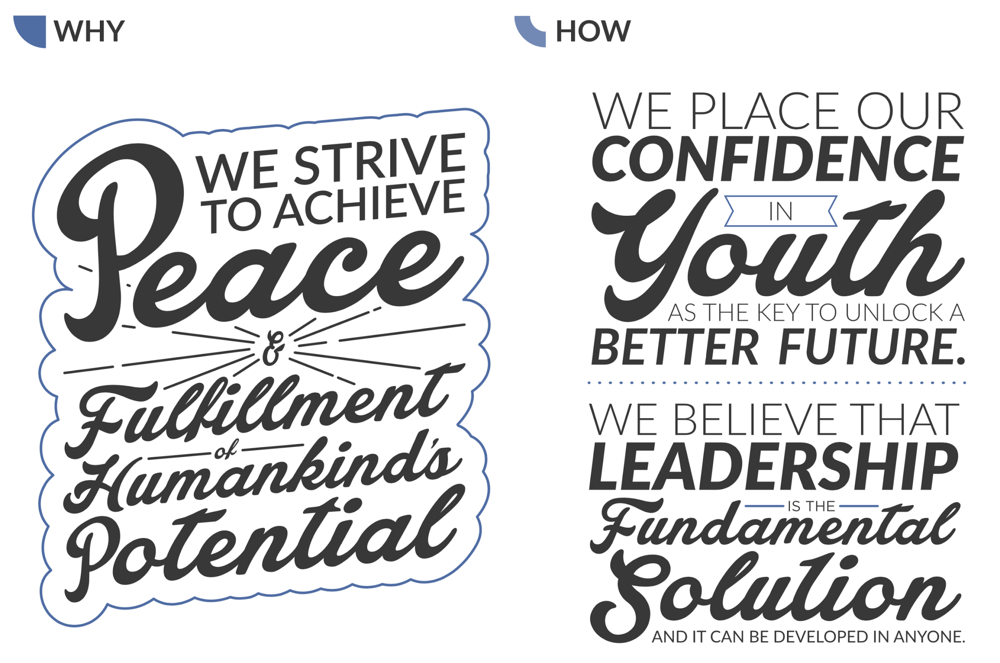 WHY
WE STRIVE
TO ACHIEVE
Peace
&
Fulfillment
of
Humankind's
Potential
HOW
WE PLACE OUR
CONFIDENCE
IN
Youth
AS THE KEY TO UNLOCK A
BETTER FUTURE.
WE BELIEVE THAT
LEADERSHIP
IS THE
Fundamental
Solution
AND IT CAN BE DEVELOPED IN ANYONE.